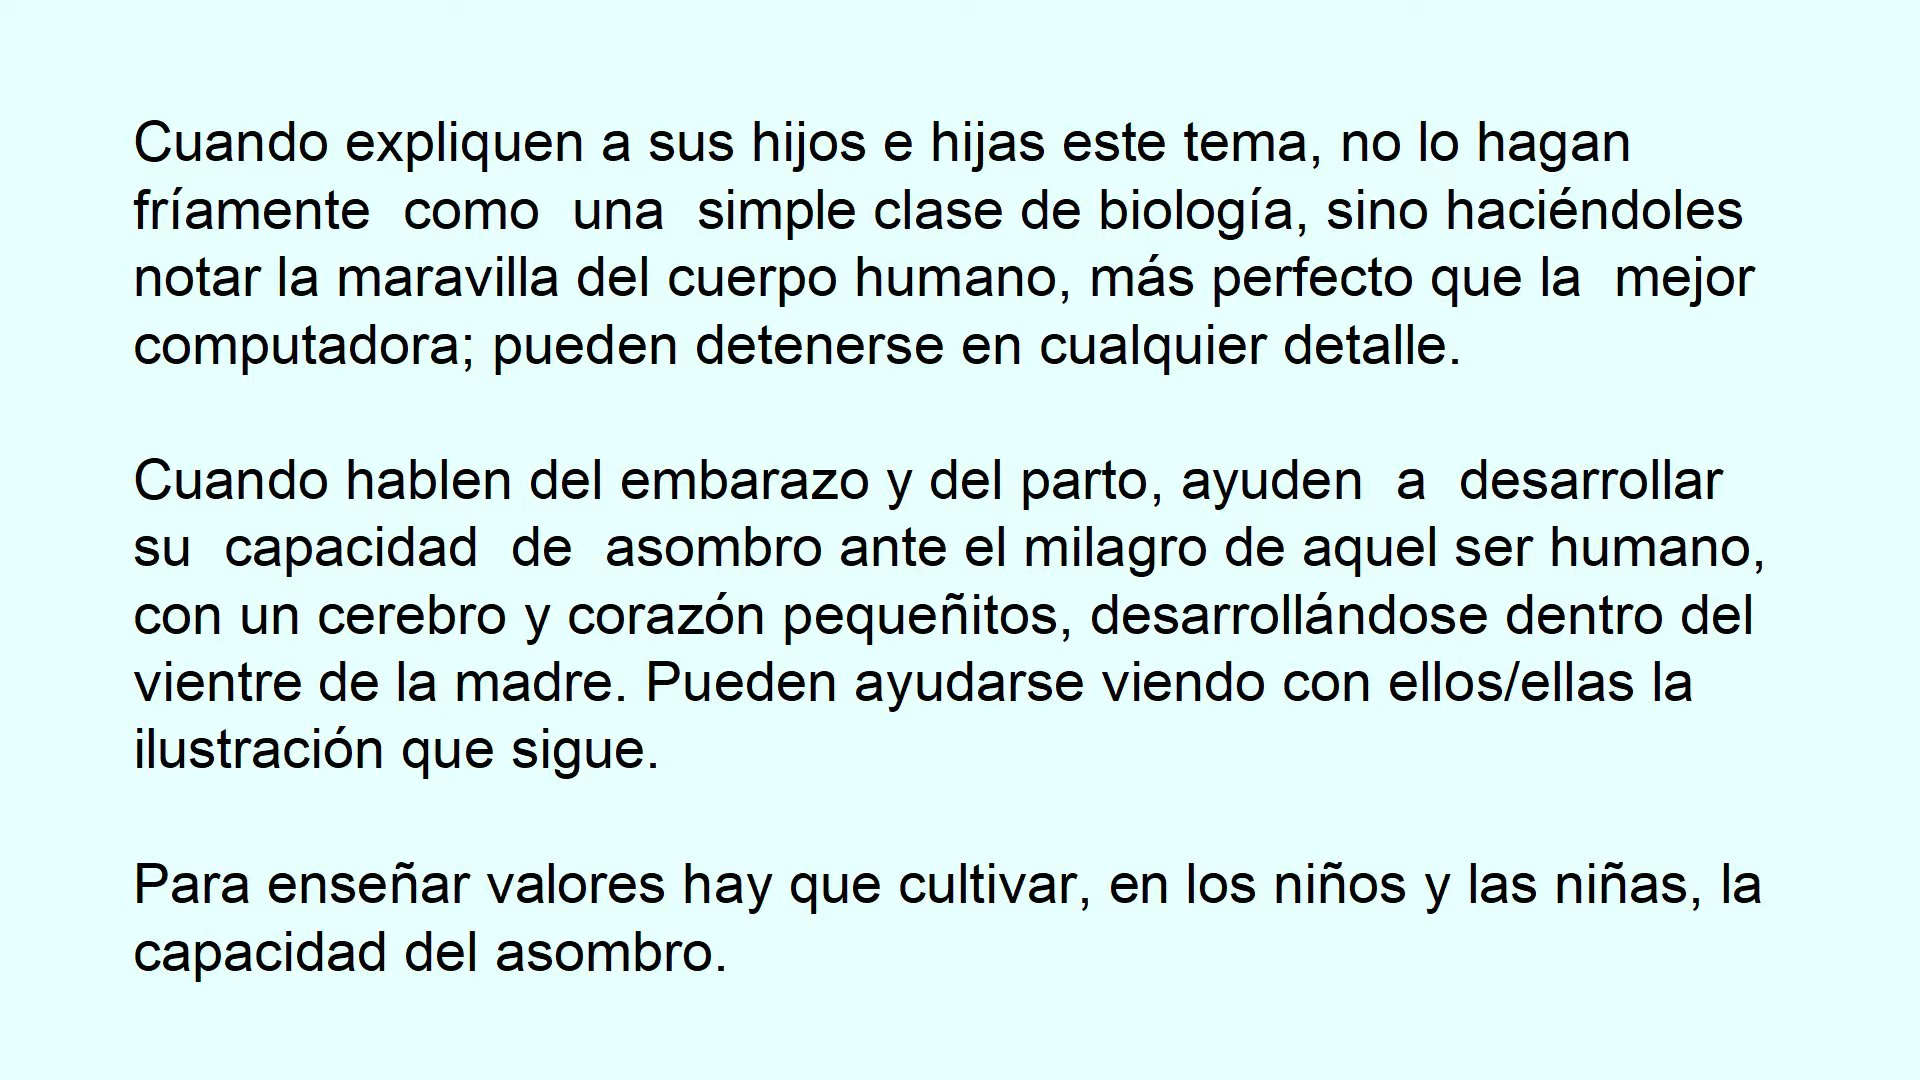 Cuando expliquen a sus hijos e hijas este tema, no lo hagan
fríamente como una simple clase de biología, sino haciéndoles
notar la maravilla del cuerpo humano, más perfecto que la mejor
computadora; pueden detenerse en cualquier detalle.
Cuando hablen del embarazo y del parto, ayuden a desarrollar
su capacidad de asombro ante el milagro de aquel ser humano,
con un cerebro y corazón pequeñitos, desarrollándose dentro del
vientre de la madre. Pueden ayudarse viendo con ellos/ellas la
ilustración que sigue.
Para enseñar valores hay que cultivar, en los niños y las niñas, la
capacidad del asombro.